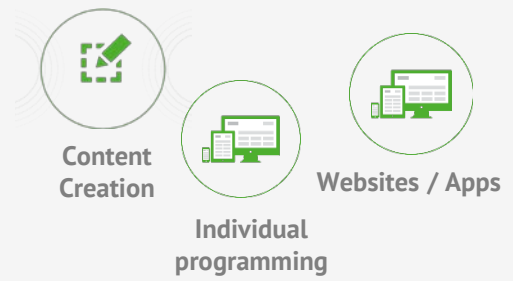 Content
Creation
Individual
programming
Websites / Apps